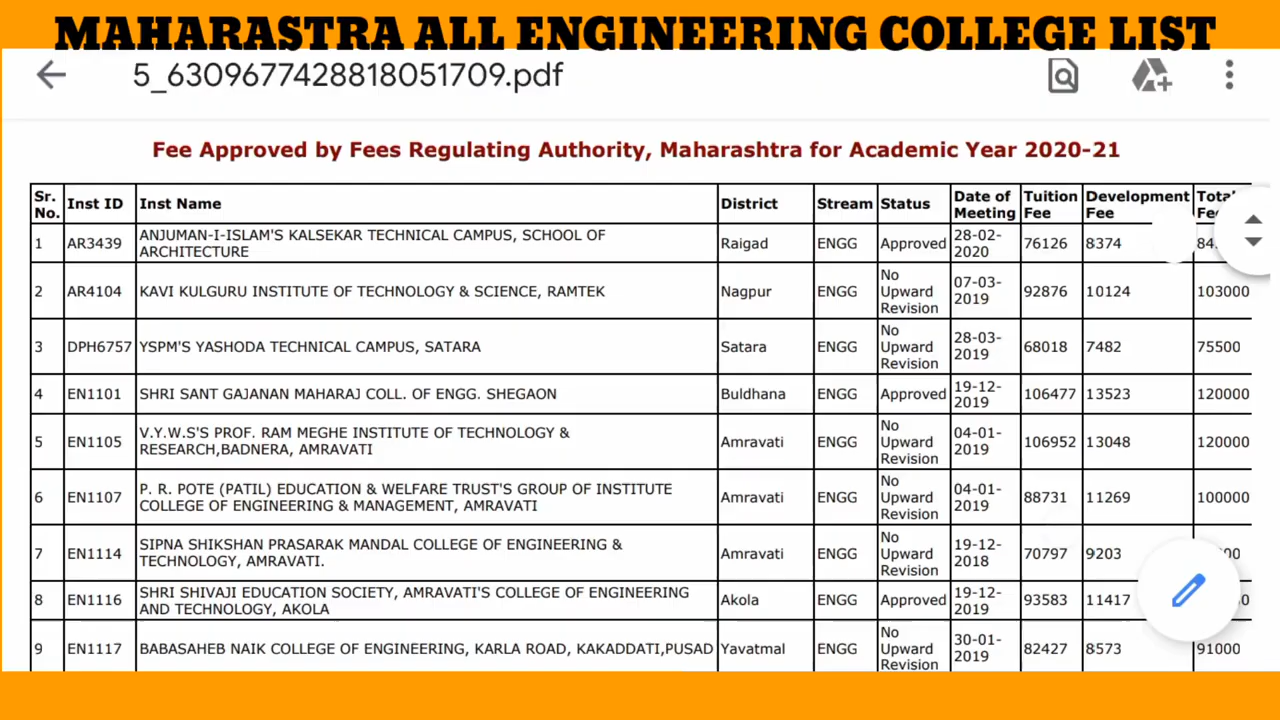 MAHARASTRA ALL ENGINEERING COLLEGE LIST
5_6309677428818051709.pdf
Fee Approved by Fees Regulating Authority, Maharashtra for Academic Year 2020-21
Sr. No. Inst ID Inst Name District Stream Status Date of Meeting Tuition Fee Development Fee Total
1 AR3439 ANJUMAN-I-ISLAM'S KALSEKAR TECHNICAL CAMPUS, SCHOOL OF ARCHITECTURE Raigad ENGG Approved 28-02-2020 76126 8374
2 AR4104 KAVI KULGURU INSTITUTE OF TECHNOLOGY & SCIENCE, RAMTEK Nagpur ENGG No Upward Revision 07-03-2019 92876 10124 103000
3 DPH6757 YSPM'S YASHODA TECHNICAL CAMPUS, SATARA Satara ENGG No Upward Revision 28-03-2019 68018 7482 75500
4 EN1101 SHRI SANT GAJANAN MAHARAJ COLL. OF ENGG. SHEGAON Buldhana ENGG Approved 19-12-2019 106477 13523 120000
5 EN1105 V.Y.W.S'S PROF. RAM MEGHE INSTITUTE OF TECHNOLOGY & RESEARCH,BADNERA, AMRAVATI Amravati ENGG No Upward Revision 04-01-2019 106952 13048 120000
6 EN1107 P. R. POTE (PATIL) EDUCATION & WELFARE TRUST'S GROUP OF INSTITUTE COLLEGE OF ENGINEERING & MANAGEMENT, AMRAVATI Amravati ENGG No Upward Revision 04-01-2019 88731 11269 100000
7 EN1114 SIPNA SHIKSHAN PRASARAK MANDAL COLLEGE OF ENGINEERING & TECHNOLOGY, AMRAVATI. Amravati ENGG No Upward Revision 19-12-2018 70797 9203
8 EN1116 SHRI SHIVAJI EDUCATION SOCIETY, AMRAVATI'S COLLEGE OF ENGINEERING AND TECHNOLOGY, AKOLA Akola ENGG Approved 19-12-2019 93583 11417
9 EN1117 BABASAHEB NAIK COLLEGE OF ENGINEERING, KARLA ROAD, KAKADDATI,PUSAD Yavatmal ENGG No Upward Revision 30-01-2019 82427 8573 91000